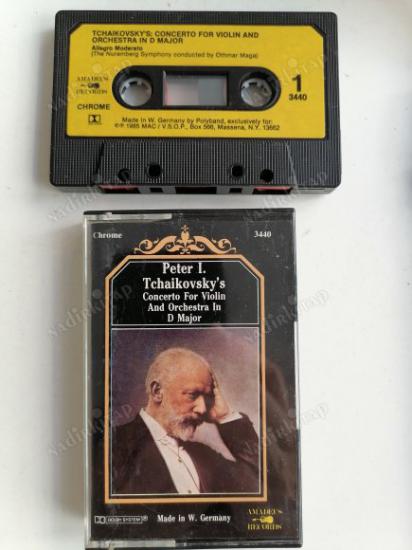 TCHAIKOVSKY'S: CONCERTO FOR VIOLIN AND
ORCHESTRA IN D MAJOR
Allegro Moderato
(The Nuremberg Symphony conducted by Othmar Maga)
AMADEUS
RECORDS
1
3440
CHROME
Made in W. Germany by Polyband, exclusively for:
©℗ 1985 MAC / V.S.O.P., Box 566, Massena, N.Y. 13662
Chrome
3440
Peter I.
Tchaikovsky's
Concerto For Violin
And Orchestra In
D Major
DOLBY SYSTEM®
Made in W. Germany
AMADEUS
RECORDS
nadirkitap